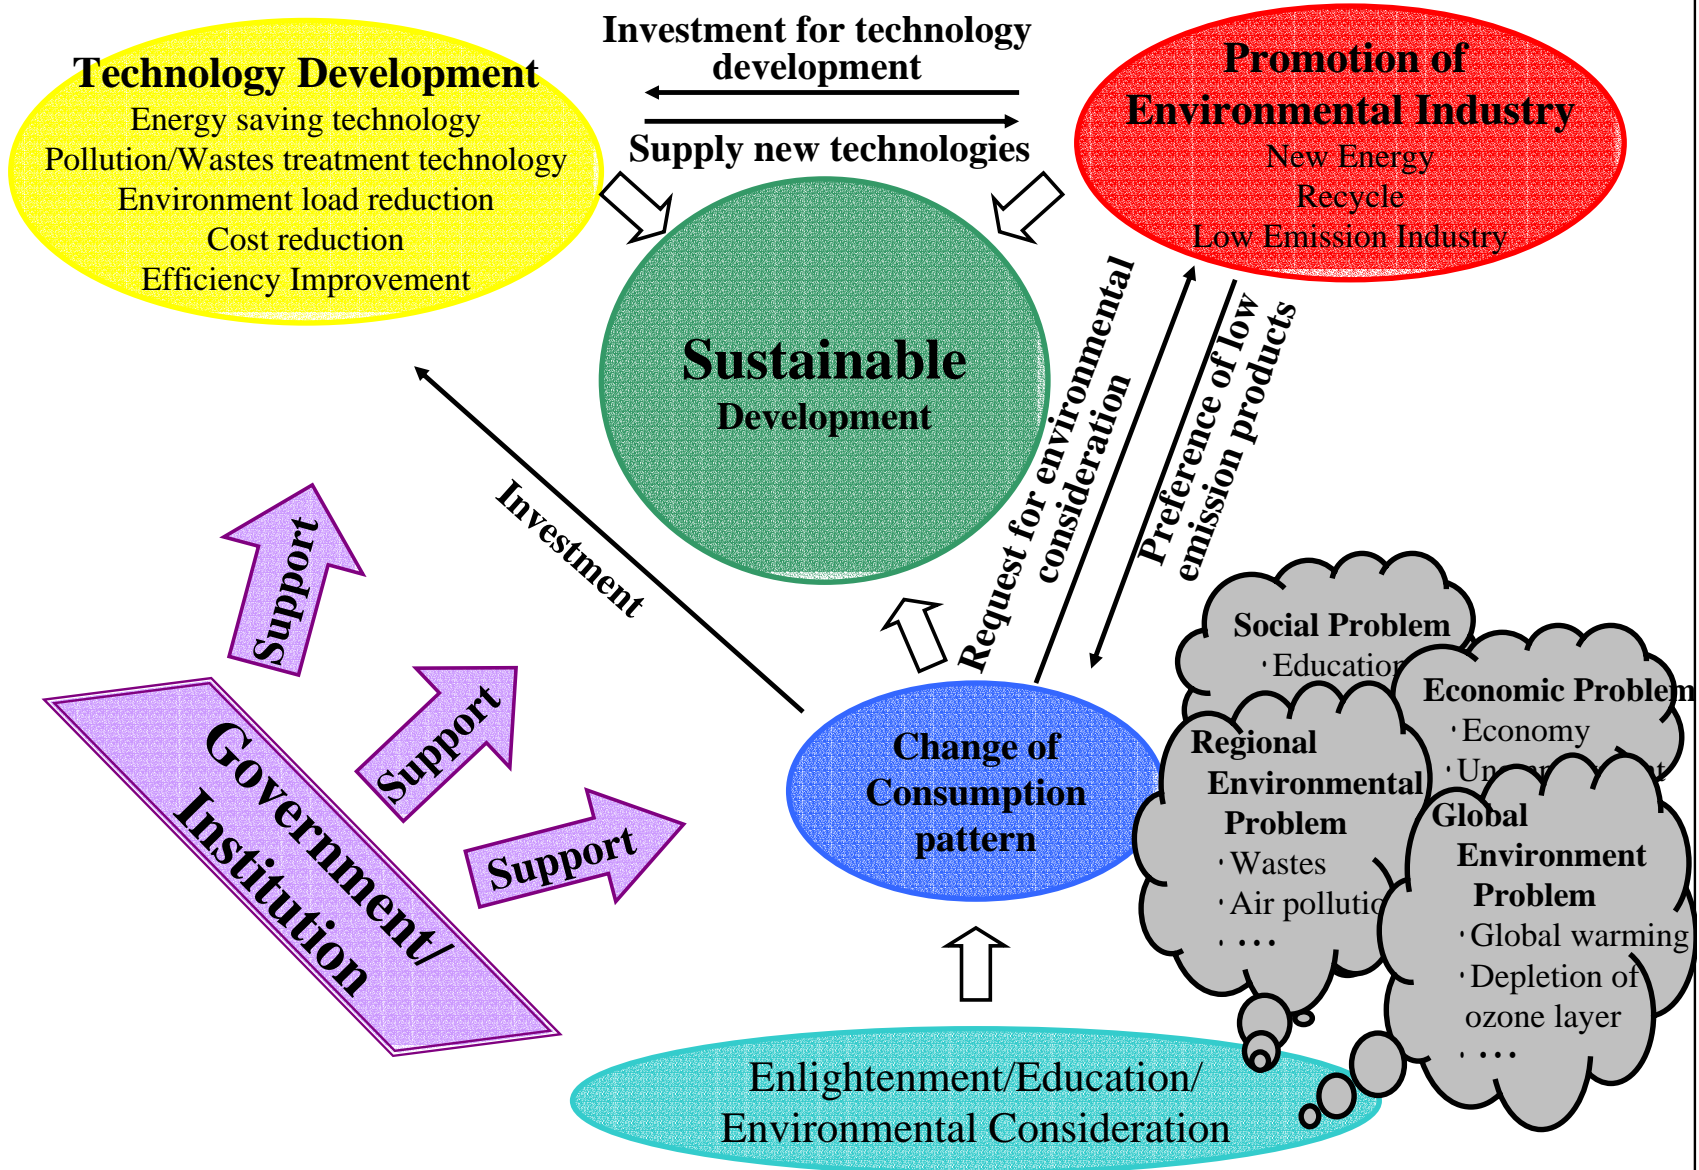 Investment for technology
development
Supply new technologies
Technology Development
Energy saving technology
Pollution/Wastes treatment technology
Environment load reduction
Cost reduction
Efficiency Improvement
Promotion of
Environmental Industry
New Energy
Recycle
Low Emission Industry
Sustainable
Development
Request for environmental
consideration
Preference of low
emission products
Investment
Support
Support
Support
Government/
Institution
Change of
Consumption
pattern
Social Problem
・Education
Economic Problem
・Economy
Regional
Environmental
Problem
・Wastes
・Air pollutio
・…
Global
Environment
Problem
・Global warming
・Depletion of
ozone layer
・…
Enlightenment/Education/
Environmental Consideration